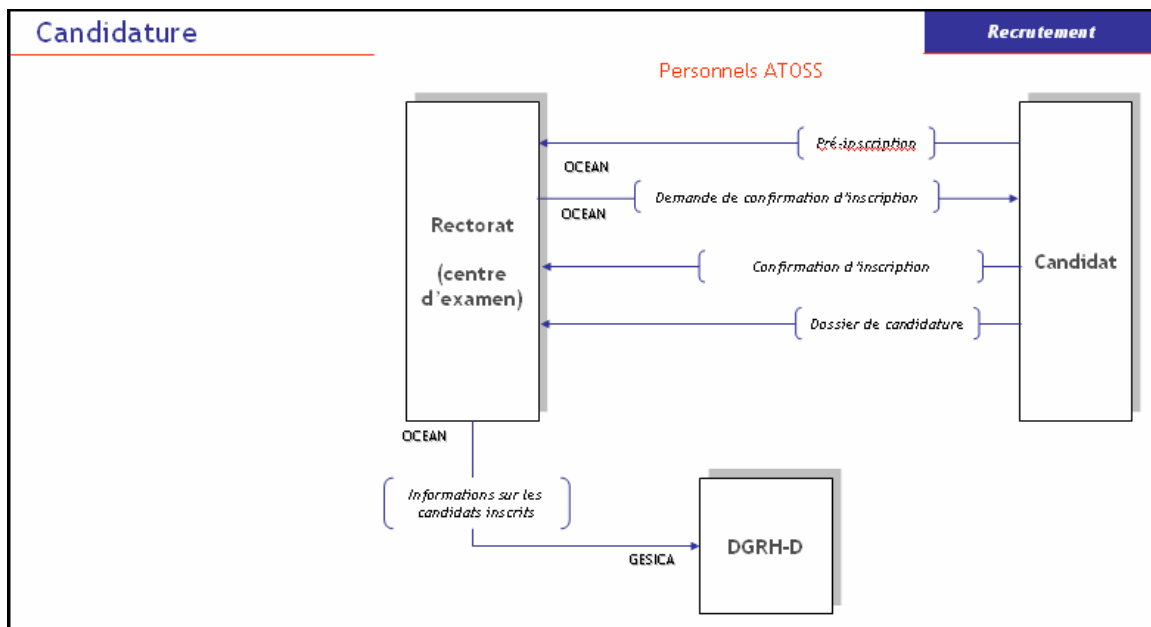 Candidature
Recrutement
Personnels ATOSS
Pré-inscription
OCEAN
Demande de confirmation d'inscription
OCEAN
Rectorat
(centre
d'examen)
Confirmation d'inscription
Candidat
Dossier de candidature
OCEAN
Informations sur les
candidats inscrits
DGRH-D
GESICA